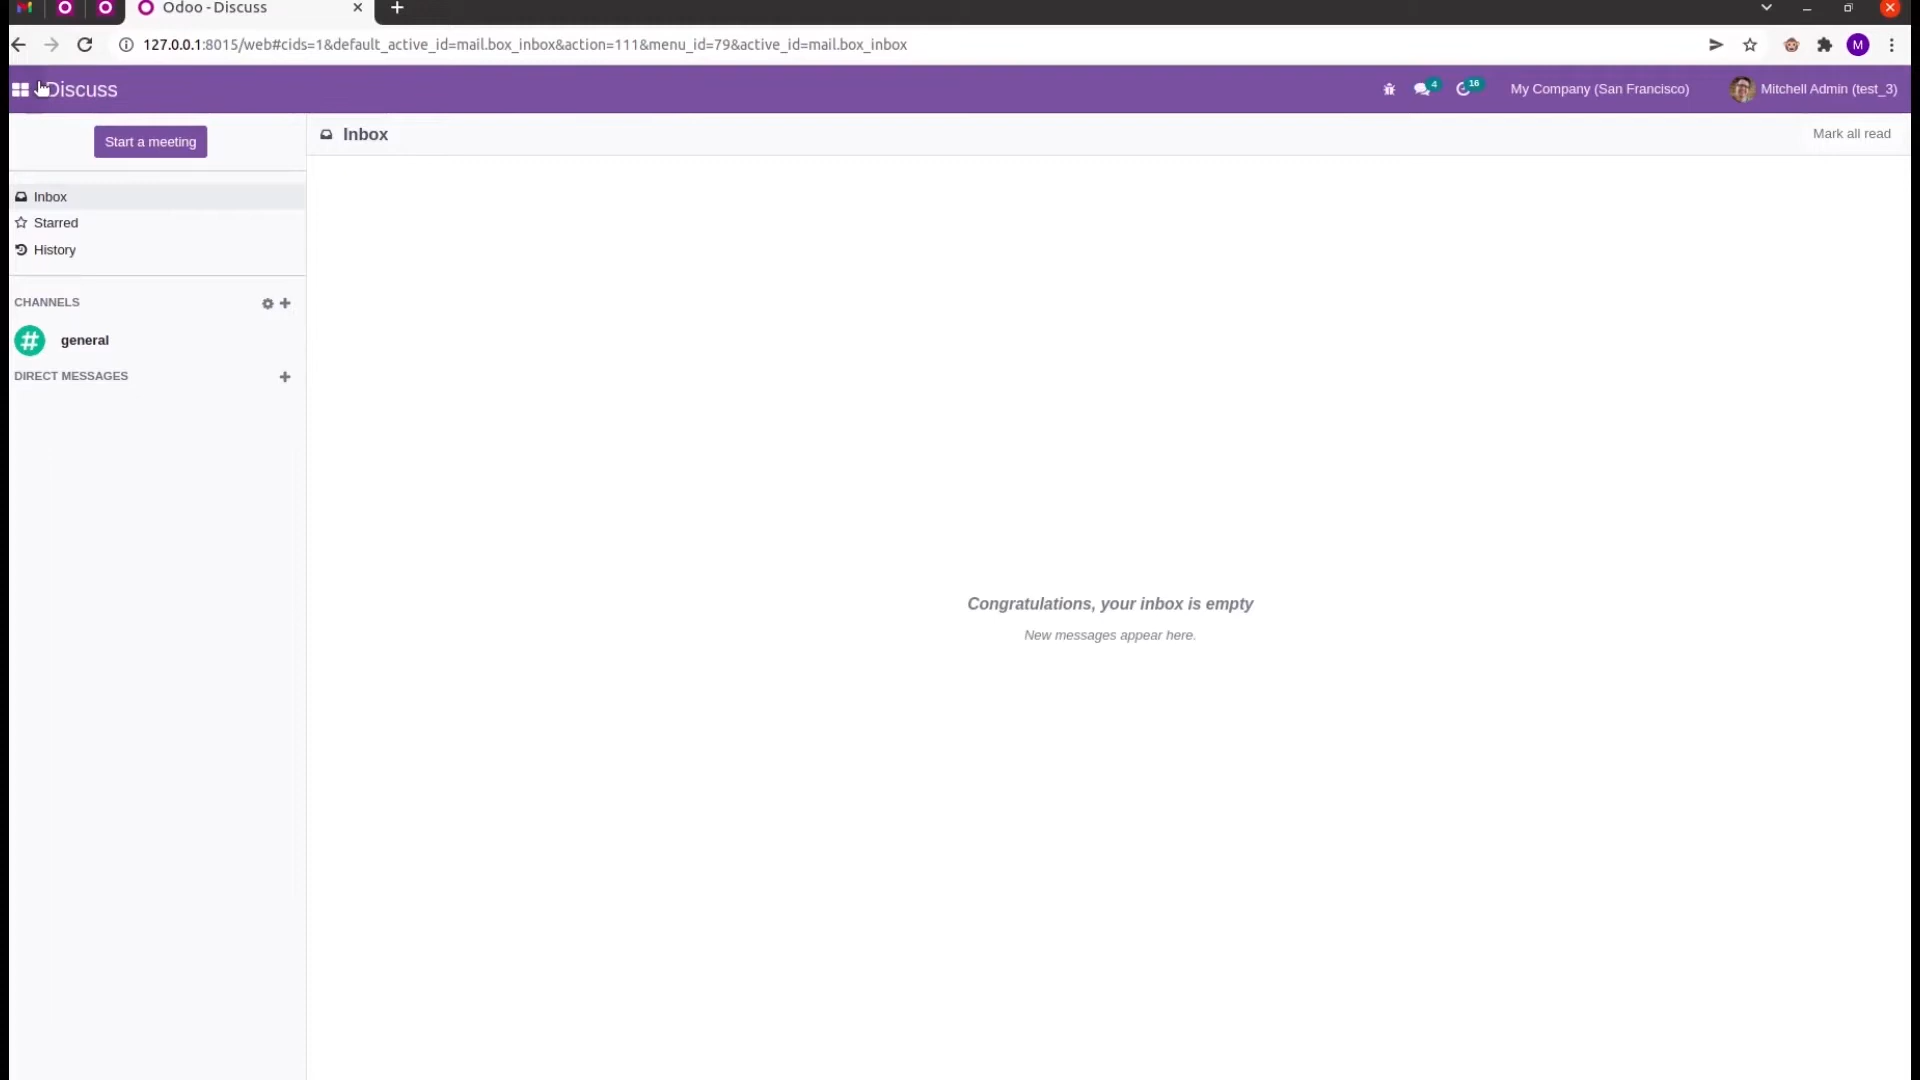 Odoo - Discuss
127.0.0.1:8015/web#cids=1&default_active_id=mail.box_inbox&action=111&menu_id=79&active_id=mail.box_inbox
M
Discuss
4
16
My Company (San Francisco)
Mitchell Admin (test_3)
Start a meeting
Inbox
Mark all read
Inbox
Starred
History
CHANNELS
general
DIRECT MESSAGES
Congratulations, your inbox is empty
New messages appear here.